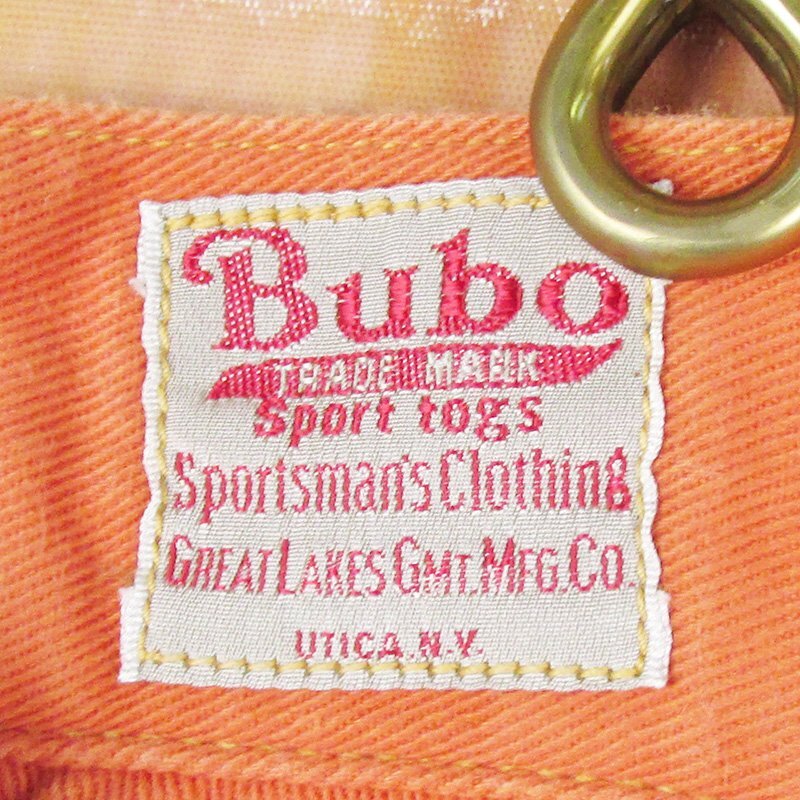 Bubo
TRADE MARK
Sport togs
Sportsman's Clothing
GREAT LAKES GMT. MFG. CO.
UTICA. N.Y.